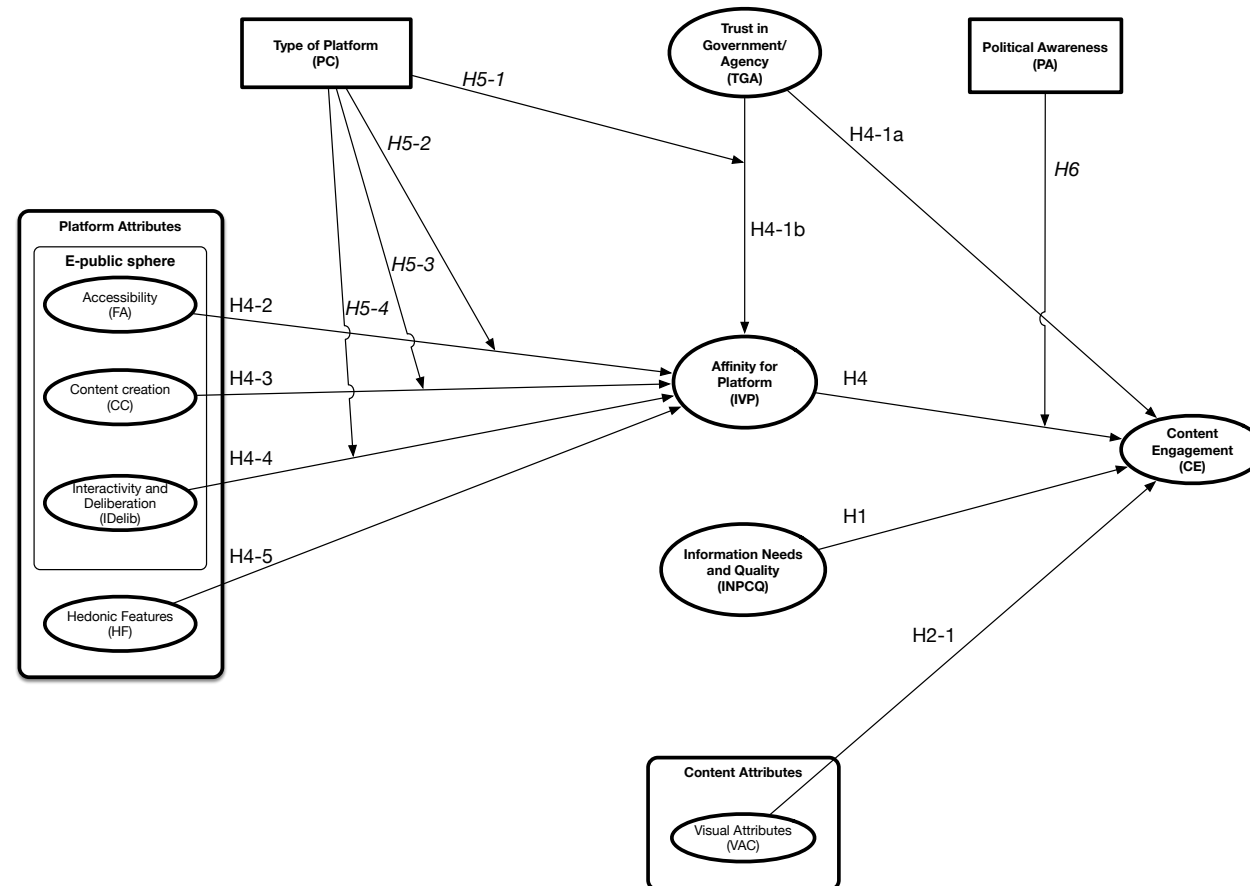 Type of Platform
(PC)
Trust in
Government/
Agency
(TGA)
Political Awareness
(PA)
H5-1
H4-1a
H5-2
H6
H4-1b
Platform Attributes
E-public sphere
H5-3
Accessibility
(FA)
H4-2
H5-4
Affinity for
Platform
(IVP)
H4
Content creation
(CC)
H4-3
Content
Engagement
(CE)
H4-4
Interactivity and
Deliberation
(IDelib)
H1
H4-5
Information Needs
and Quality
(INPCQ)
Hedonic Features
(HF)
H2-1
Content Attributes
Visual Attributes
(VAC)